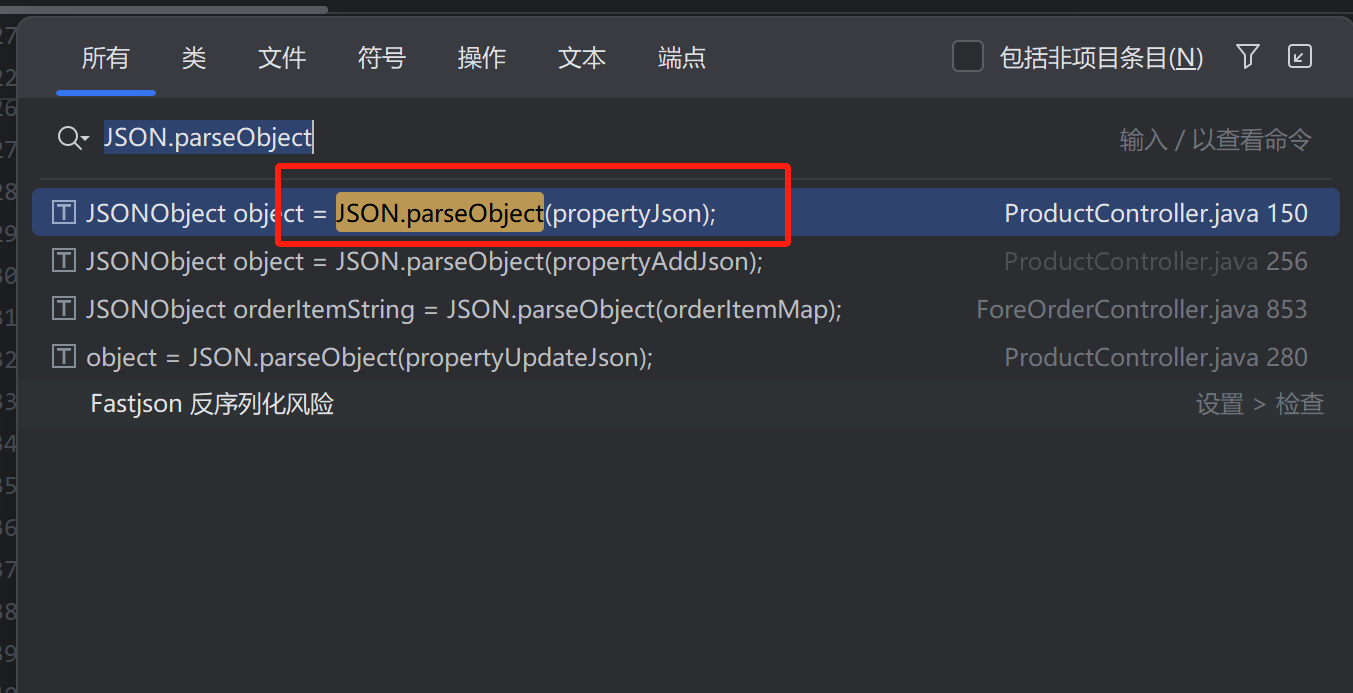 所有 类 文件 符号 操作 文本 端点 包括非项目条目(N)
JSON.parseObject 输入 / 以查看命令
JSONObject object = JSON.parseObject(propertyJson); ProductController.java 150
JSONObject object = JSON.parseObject(propertyAddJson); ProductController.java 256
JSONObject orderItemString = JSON.parseObject(orderItemMap); ForeOrderController.java 853
object = JSON.parseObject(propertyUpdateJson); ProductController.java 280
Fastjson 反序列化风险 设置 > 检查